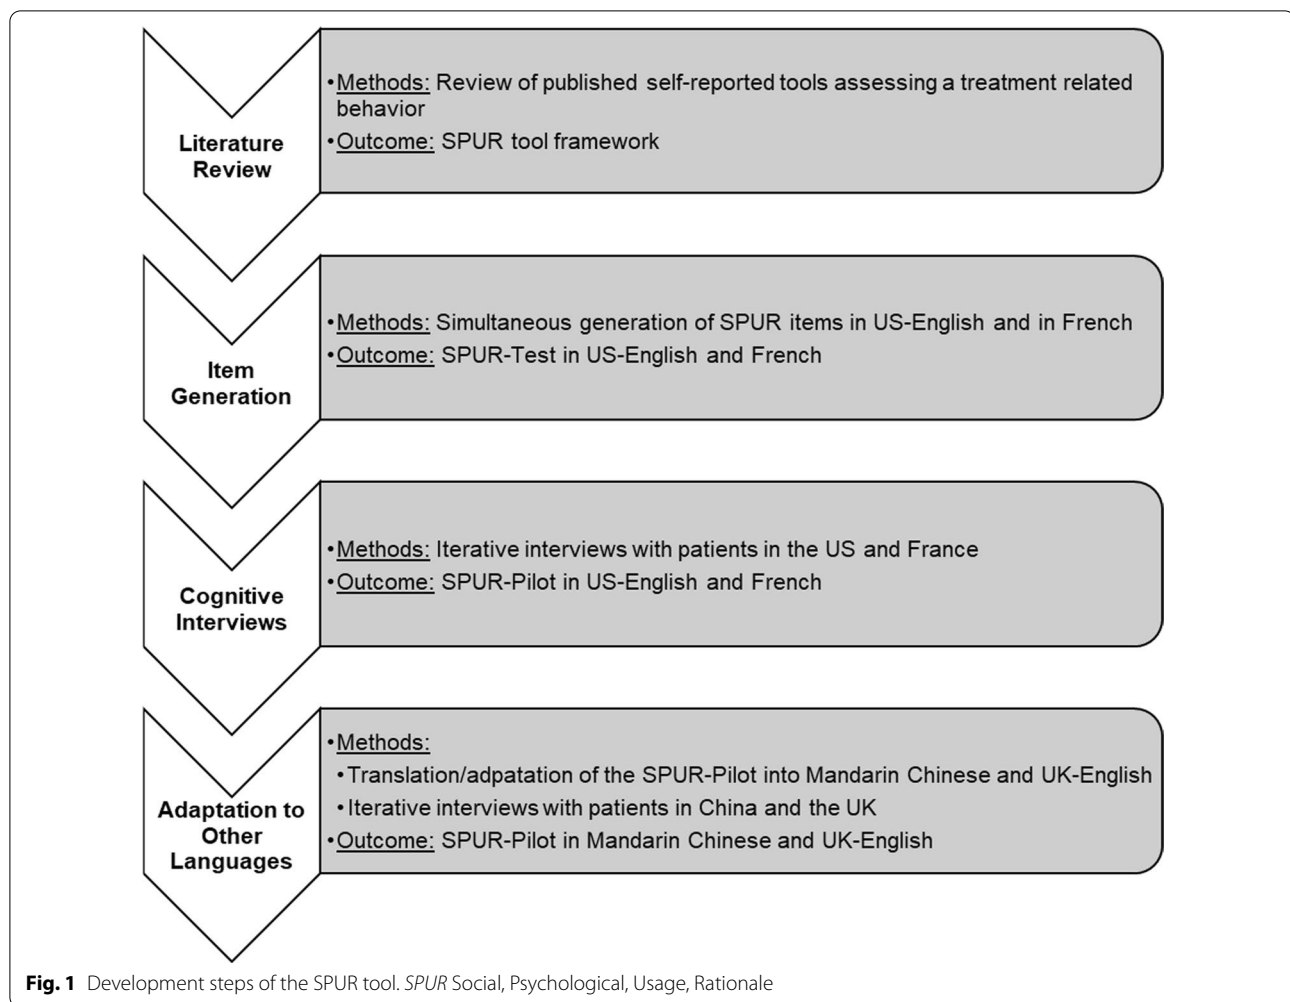 Literature
Review
•Methods: Review of published self-reported tools assessing a treatment related
behavior
•Outcome: SPUR tool framework
Item
Generation
•Methods: Simultaneous generation of SPUR items in US-English and in French
•Outcome: SPUR-Test in US-English and French
Cognitive
Interviews
•Methods: Iterative interviews with patients in the US and France
•Outcome: SPUR-Pilot in US-English and French
Adaptation to
Other
Languages
•Methods:
•Translation/adpatation of the SPUR-Pilot into Mandarin Chinese and UK-English
•Iterative interviews with patients in China and the UK
•Outcome: SPUR-Pilot in Mandarin Chinese and UK-English
Fig. 1 Development steps of the SPUR tool. SPUR Social, Psychological, Usage, Rationale